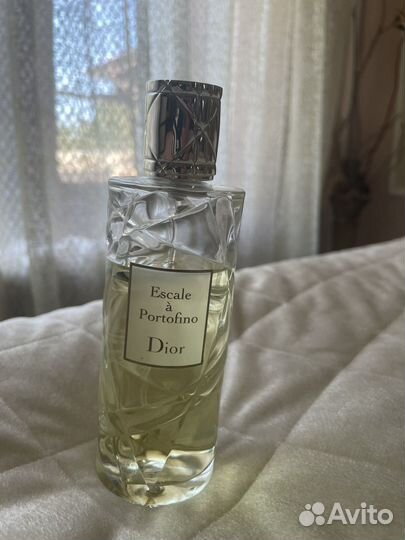 Escale
à
Portofino
Dior
Avito